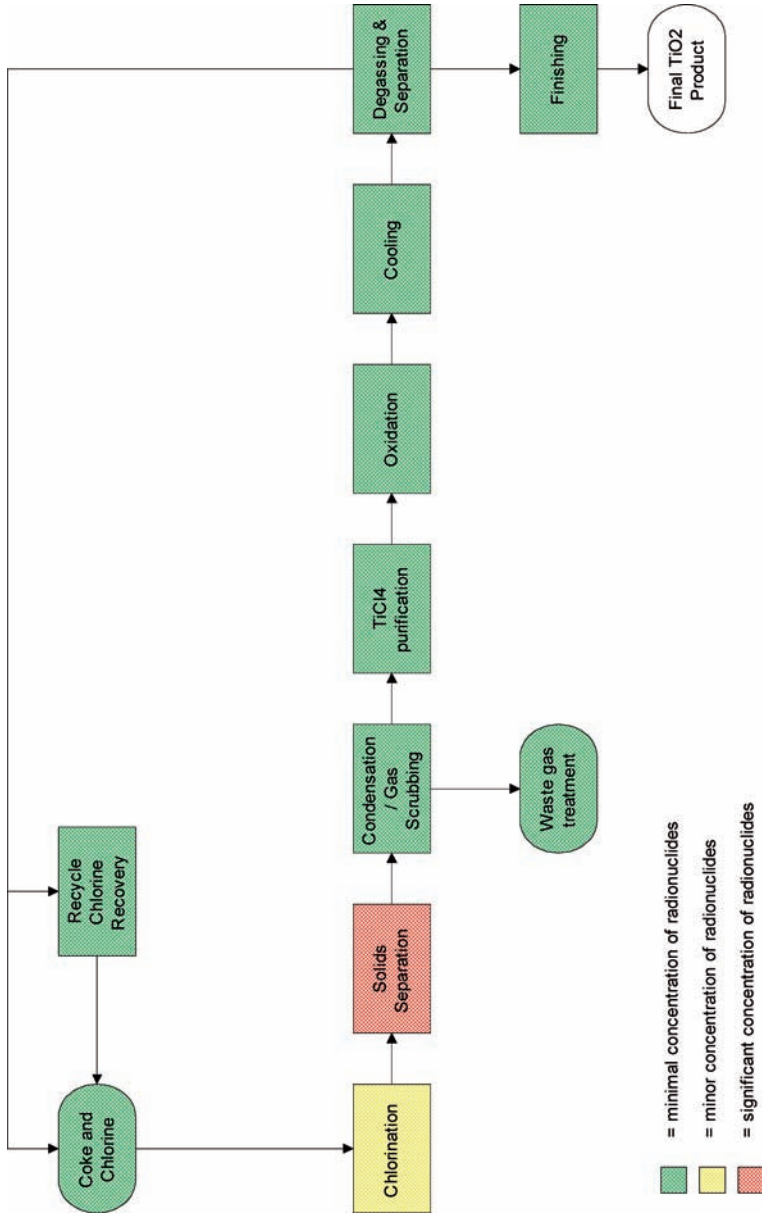 Coke and
Chlorine
Recycle
Chlorine
Recovery
Chlorination
Solids
Separation
Condensation
/ Gas
Scrubbing
TiCl4
purification
Oxidation
Cooling
Degassing &
Separation
Waste gas
treatment
Finishing
Final TiO2
Product
= minimal concentration of radionuclides
= minor concentration of radionuclides
= significant concentration of radionuclides